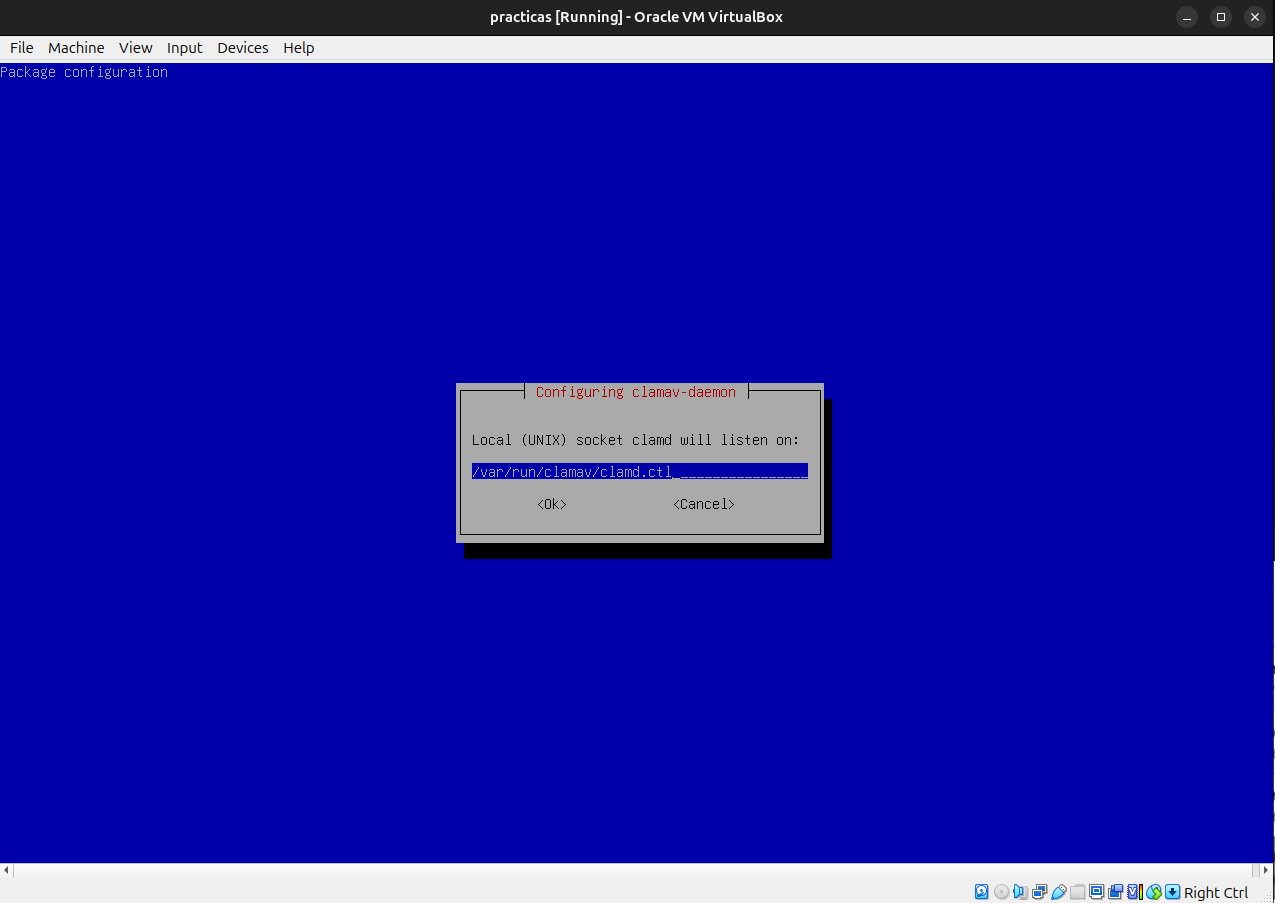 practicas [Running] - Oracle VM VirtualBox
File Machine View Input Devices Help
Package configuration
Configuring clamav-daemon
Local (UNIX) socket clamd will listen on:
/var/run/clamav/clamd.ctl_________________
<Ok> <Cancel>
Right Ctrl